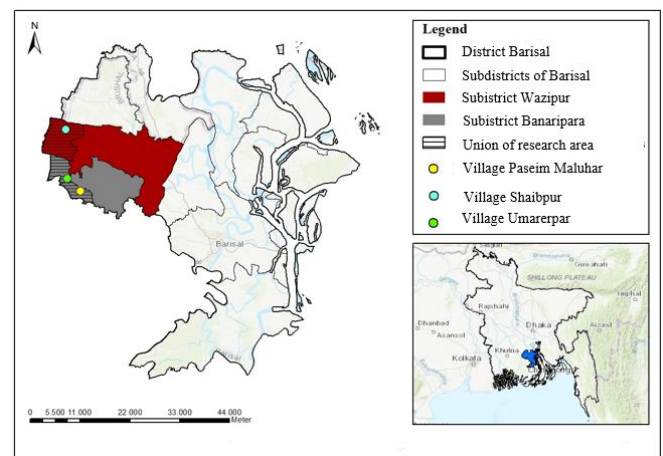 N
Legend
District Barisal
Subdistricts of Barisal
Subistrict Wazipur
Subistrict Banaripara
Union of research area
Village Paseim Maluhar
Village Shaibpur
Village Umarerpar
Barisal
0 5.500 11.000 22.000 33.000 44.000
Meter
Guwahati
SHILLONG PLATEAU
Imphal
Rajshahi
Dhanbad
Asansol
Dhaka
Aizawl
Khulna
Kolkata